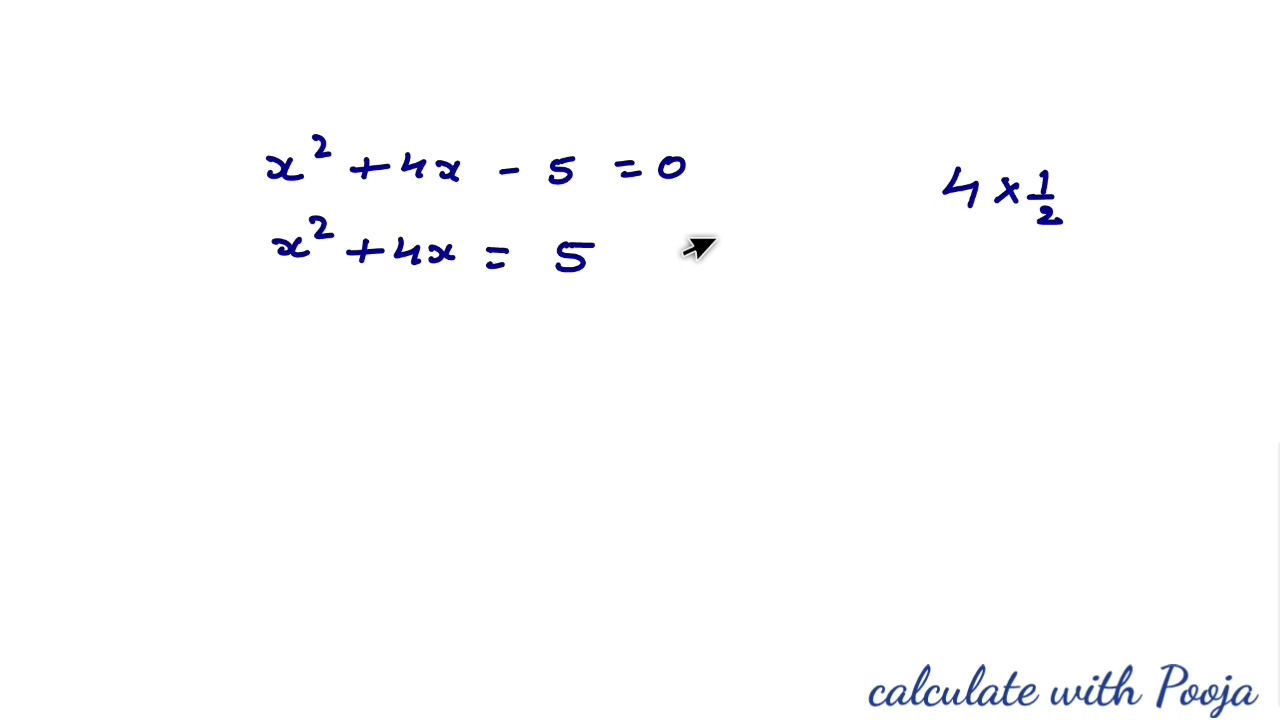 x² + 4x - 5 = 0
x² + 4x = 5
4 × 1/2
calculate with Pooja